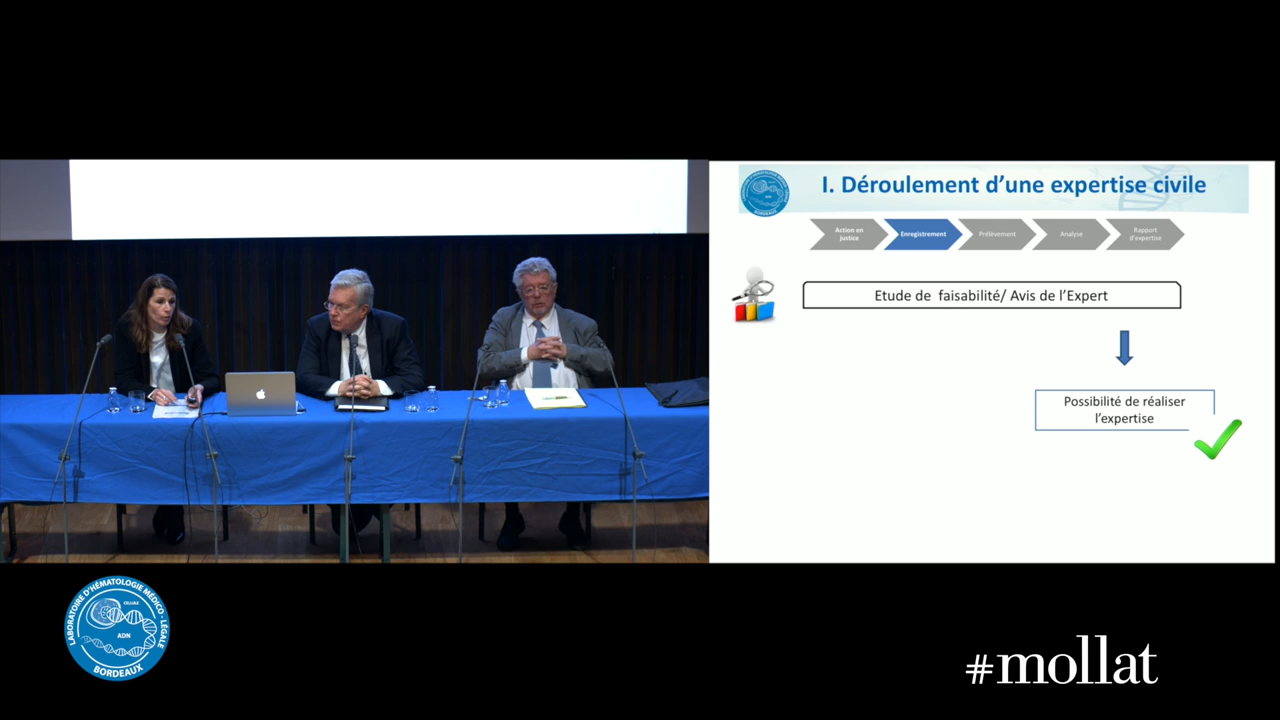 I. Déroulement d'une expertise civile
Action en
justice
Enregistrement
Prélèvement
Analyse
Rapport
d'expertise
Etude de faisabilité/ Avis de l'Expert
Possibilité de réaliser
l'expertise
LABORATOIRE D'HÉMATOLOGIE MÉDICO-LÉGALE
CELLULE
ADN
BORDEAUX
#mollat